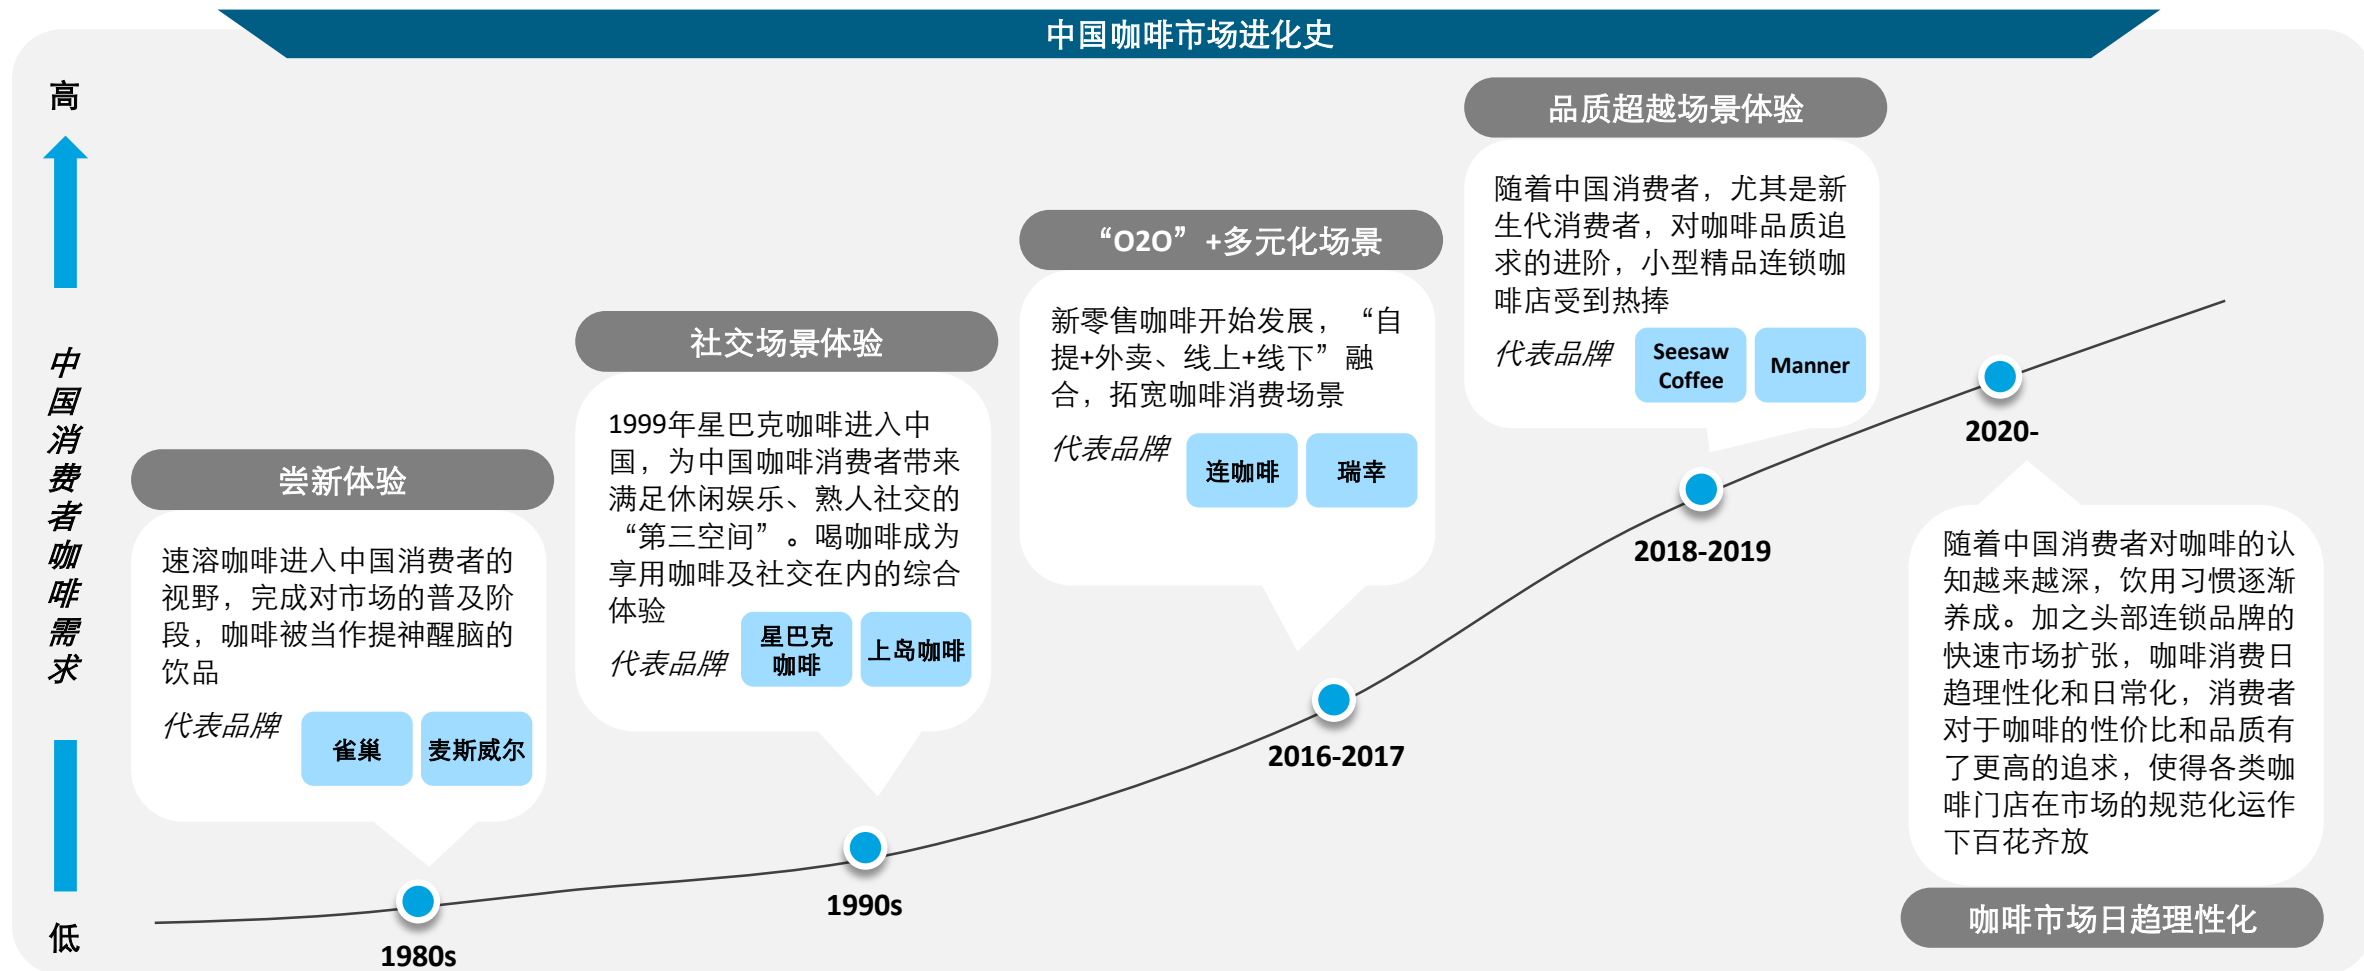 中国咖啡市场进化史
高
中国消费者咖啡需求
低
尝新体验
速溶咖啡进入中国消费者的
视野，完成对市场的普及阶
段，咖啡被当作提神醒脑的
饮品
代表品牌
雀巢
麦斯威尔
1980s
社交场景体验
1999年星巴克咖啡进入中
国，为中国咖啡消费者带来
满足休闲娱乐、熟人社交的
“第三空间”。喝咖啡成为
享用咖啡及社交在内的综合
体验
代表品牌
星巴克
咖啡
上岛咖啡
1990s
“O2O”+多元化场景
新零售咖啡开始发展，“自
提+外卖、线上+线下”融
合，拓宽咖啡消费场景
代表品牌
连咖啡
瑞幸
2016-2017
品质超越场景体验
随着中国消费者，尤其是新
生代消费者，对咖啡品质追
求的进阶，小型精品连锁咖
啡店受到热捧
代表品牌
Seesaw
Coffee
Manner
2018-2019
2020-
随着中国消费者对咖啡的认
知越来越深，饮用习惯逐渐
养成。加之头部连锁品牌的
快速市场扩张，咖啡消费日
趋理性化和日常化，消费者
对于咖啡的性价比和品质有
了更高的追求，使得各类咖
啡门店在市场的规范化运作
下百花齐放
咖啡市场日趋理性化